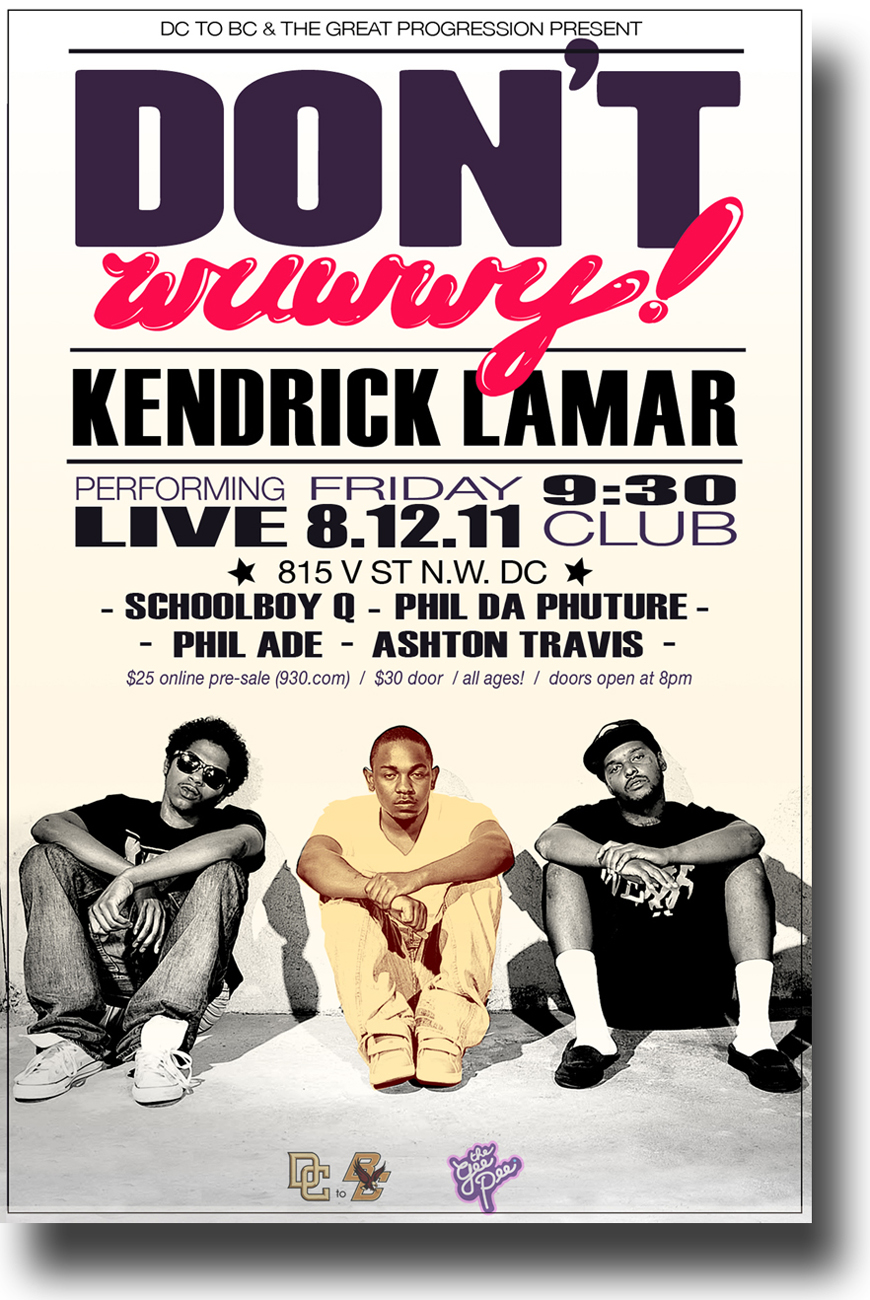 DC TO BC & THE GREAT PROGRESSION PRESENT
DON'T
wuwwy!
KENDRICK LAMAR
PERFORMING FRIDAY 9:30
LIVE 8.12.11 CLUB
815 V ST N.W. DC
- SCHOOLBOY Q - PHIL DA PHUTURE -
- PHIL ADE - ASHTON TRAVIS -
$25 online pre-sale (930.com) / $30 door / all ages! / doors open at 8pm
DC to BC
the
Gee
Pee